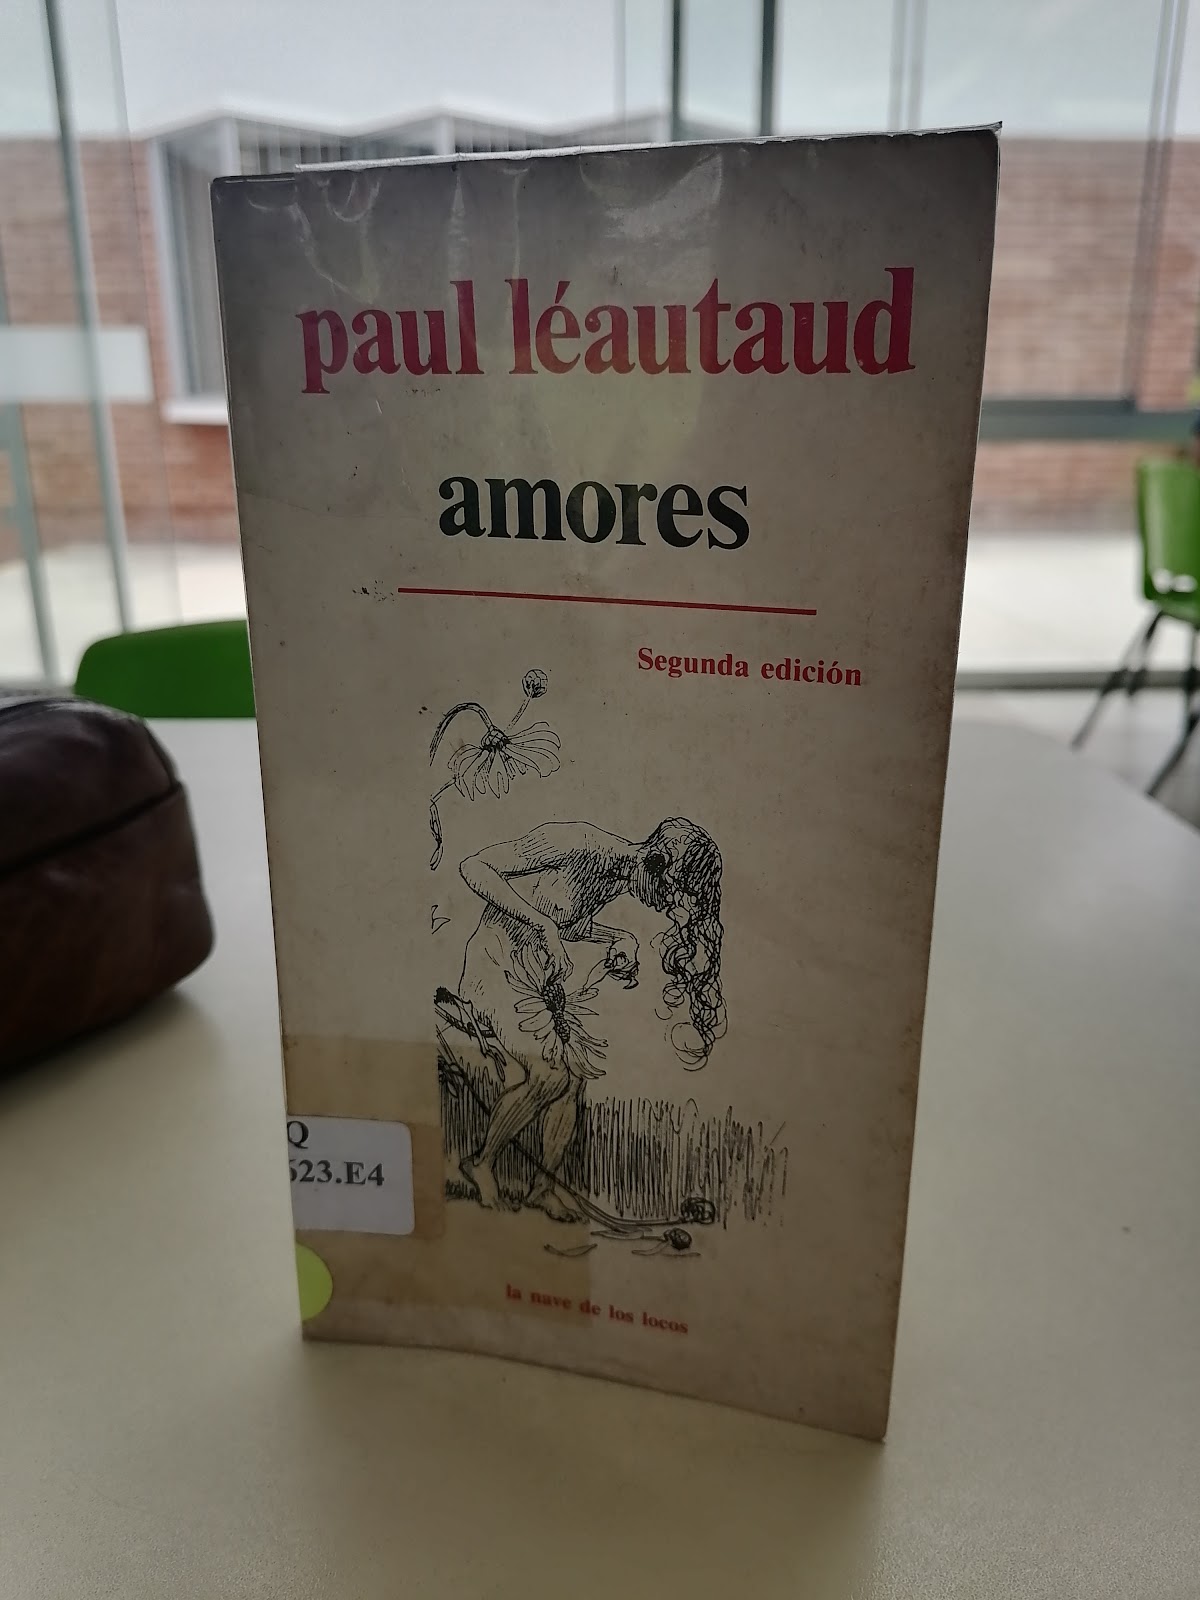 paul léautaud
amores
Segunda edición
Q
523.E4
la nave de los locos